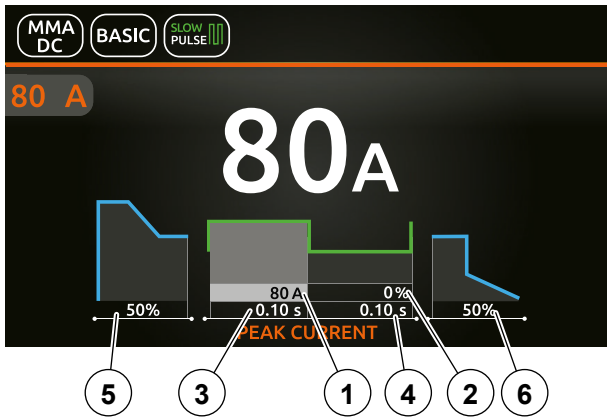 MMA
DC
BASIC
SLOW
PULSE
80 A
80A
80 A
0%
50%
0.10 s
0.10 s
50%
PEAK CURRENT
5
3
1
4
2
6